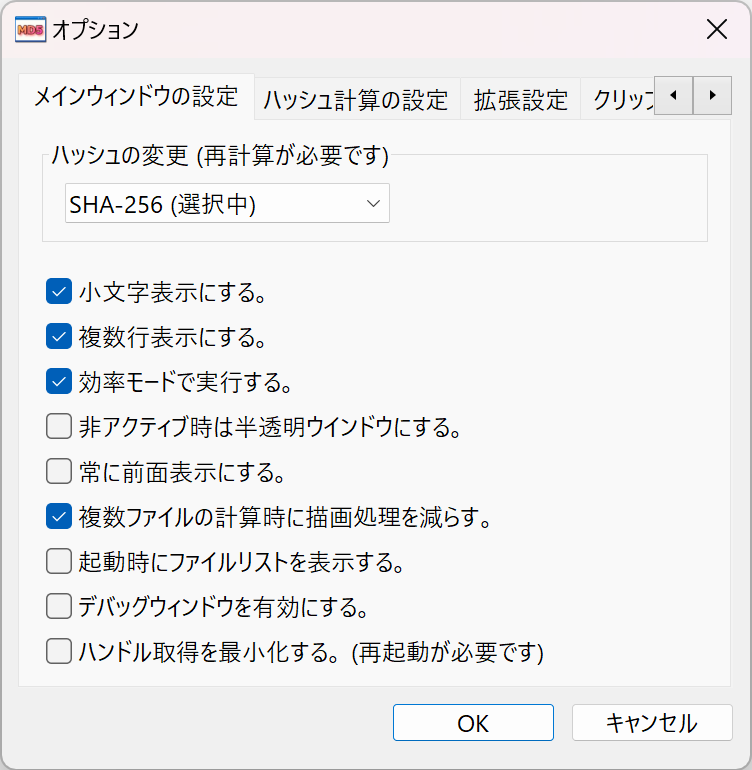 MD5 オプション
メインウィンドウの設定 ハッシュ計算の設定 拡張設定 クリップ
ハッシュの変更 (再計算が必要です)
SHA-256 (選択中)
小文字表示にする。
複数行表示にする。
効率モードで実行する。
非アクティブ時は半透明ウインドウにする。
常に前面表示にする。
複数ファイルの計算時に描画処理を減らす。
起動時にファイルリストを表示する。
デバッグウィンドウを有効にする。
ハンドル取得を最小化する。(再起動が必要です)
OK キャンセル